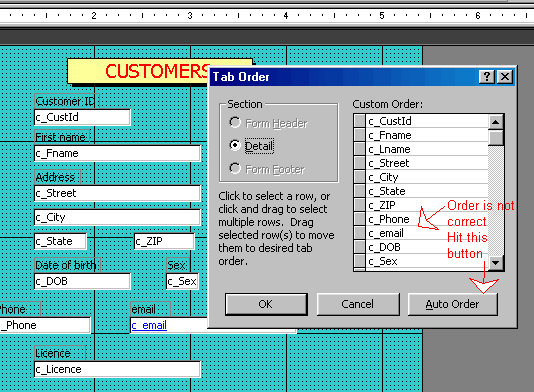 2 3 4 5 6
CUSTOMERS
Customer ID
c_CustId
First name
c_Fname
Address
c_Street
c_City
c_State c_ZIP
Date of birth Sex
c_DOB c_Sex
Phone email
_Phone c_email
Licence
c_Licence
Tab Order
Section
Form Header
Detail
Form Footer
Click to select a row, or
click and drag to select
multiple rows. Drag
selected row(s) to move
them to desired tab
order.
Custom Order:
c_CustId
c_Fname
c_Lname
c_Street
c_City
c_State
c_ZIP
c_Phone
c_email
c_DOB
c_Sex
Order is not
correct
Hit this
button
OK Cancel Auto Order